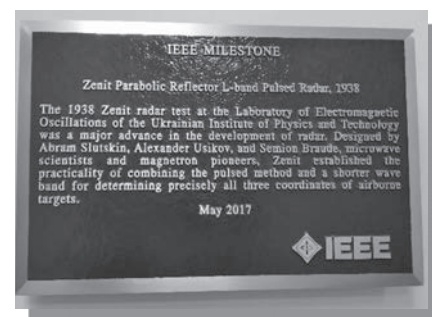 IEEE MILESTONE
Zenit Parabolic Reflector L-band Pulsed Radar, 1938
The 1938 Zenit radar test at the Laboratory of Electromagnetic
Oscillations of the Ukrainian Institute of Physics and Technology
was a major advance in the development of radar. Designed by
Abram Slutskin, Alexander Usikov, and Semion Braude, microwave
scientists and magnetron pioneers, Zenit established the
practicality of combining the pulsed method and a shorter wave
band for determining precisely all three coordinates of airborne
targets.
May 2017
IEEE